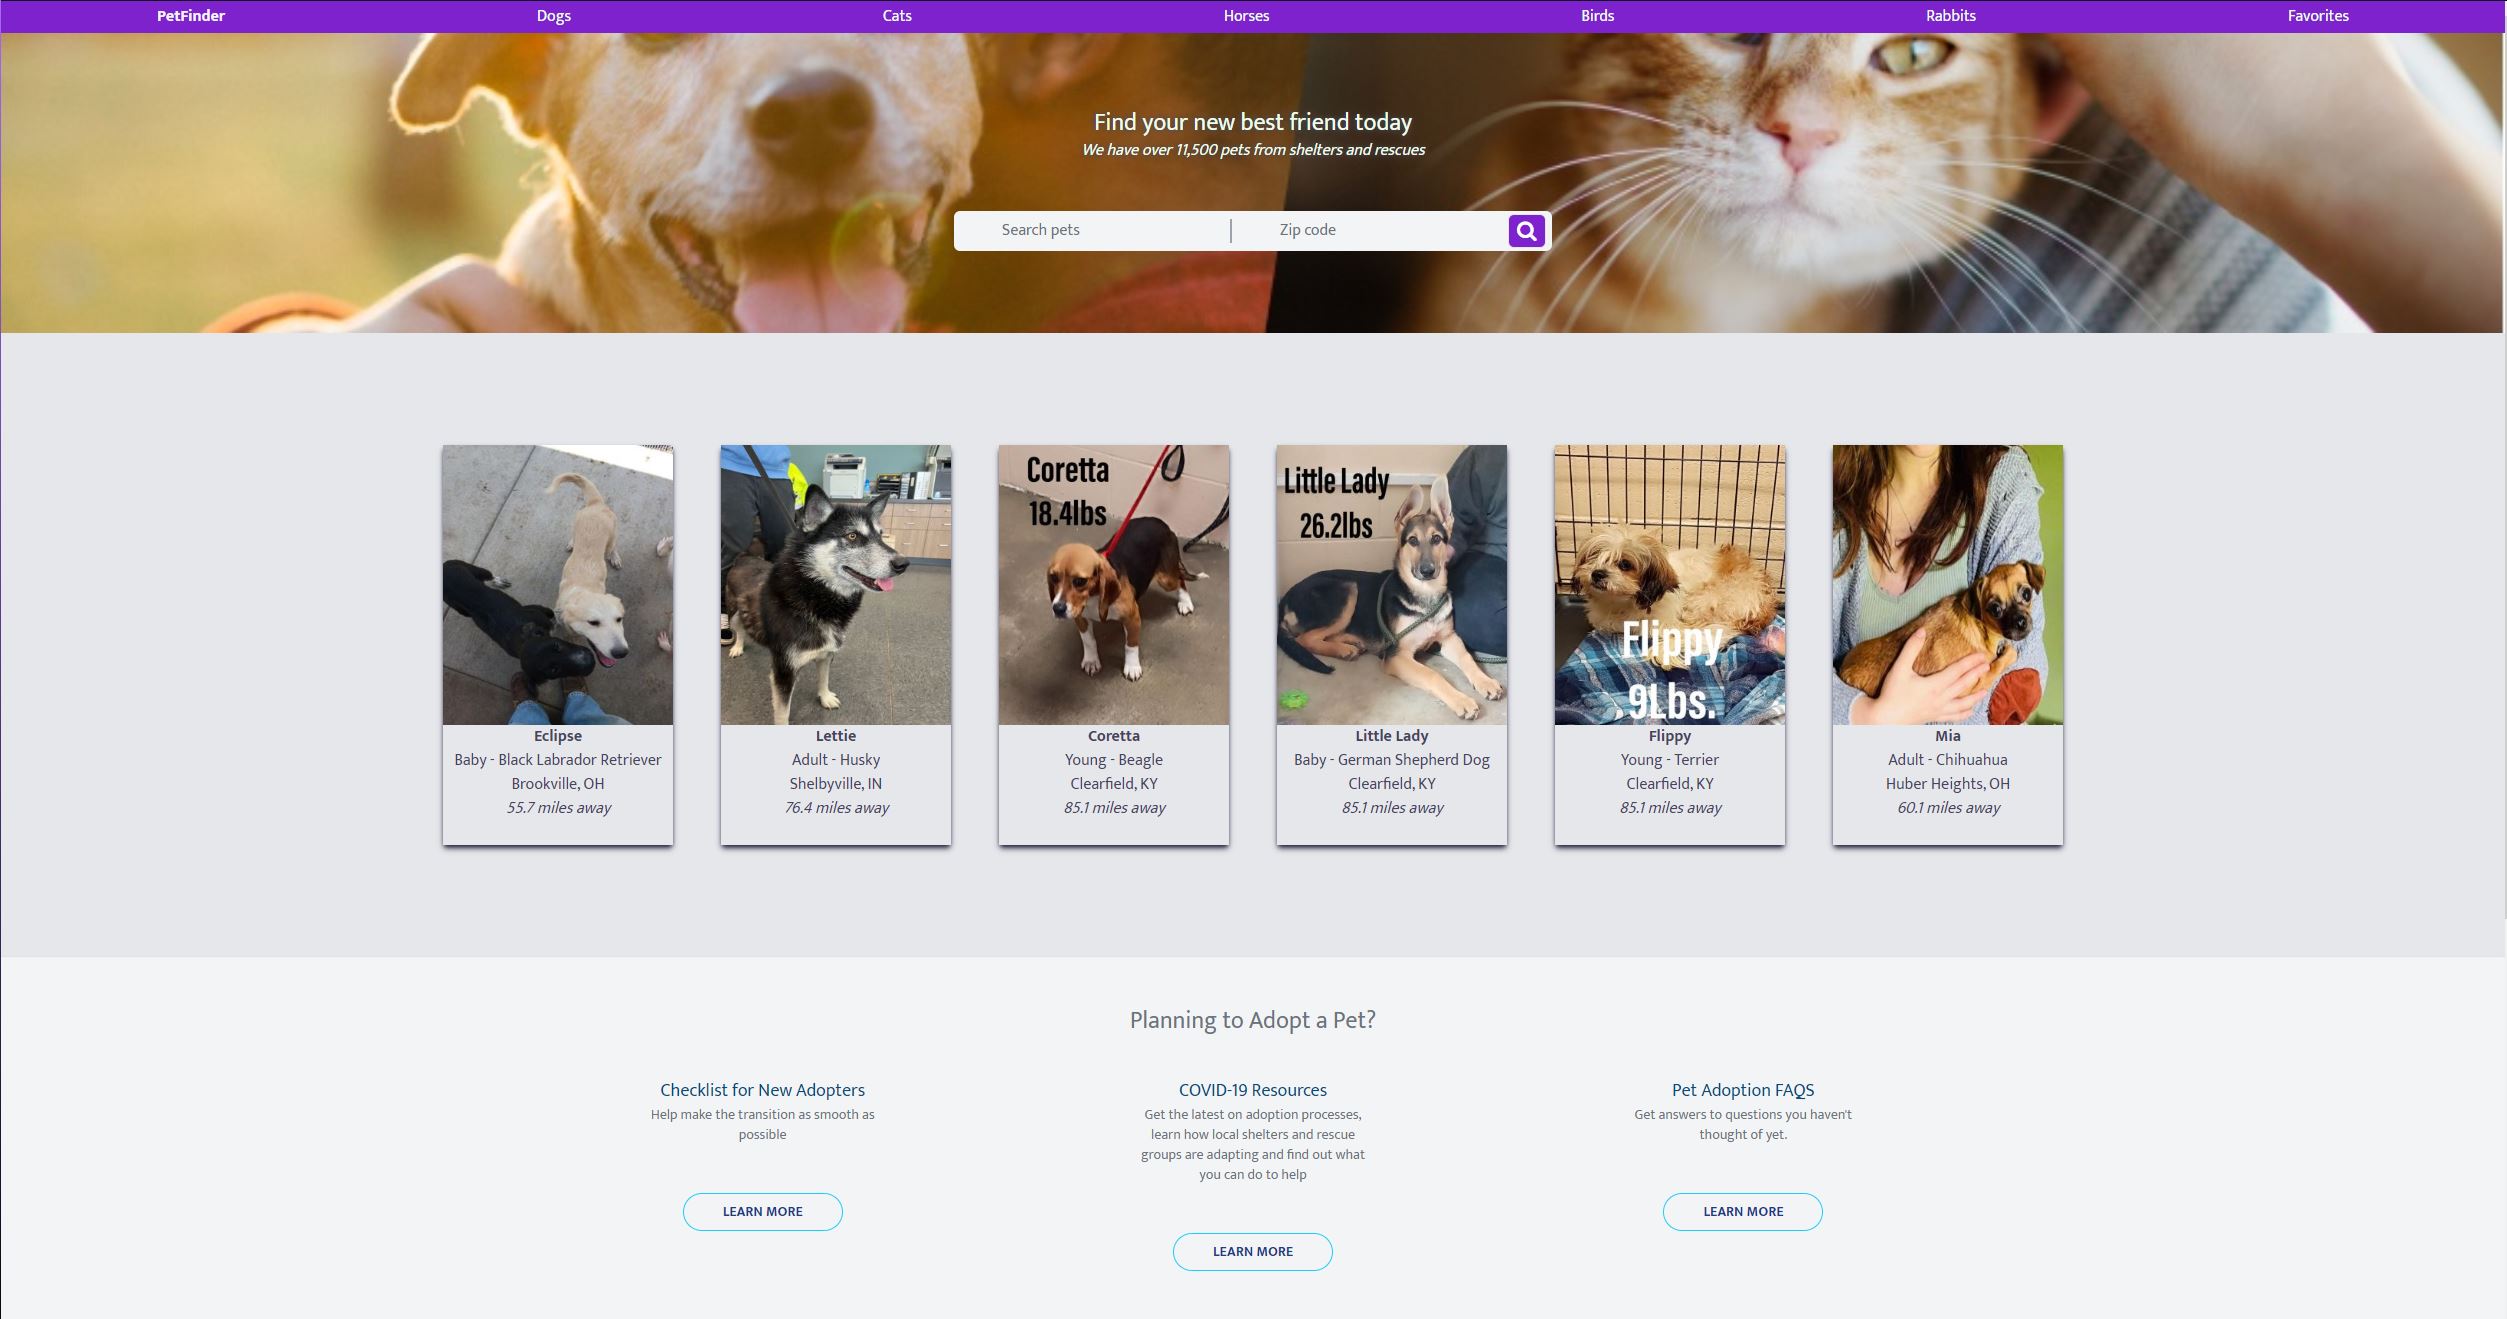 PetFinder Dogs Cats Horses Birds Rabbits Favorites
Find your new best friend today
We have over 11,500 pets from shelters and rescues
Search pets Zip code
Coretta
18.4lbs
Little Lady
26.2lbs
Flippy
9Lbs.
Eclipse
Baby - Black Labrador Retriever
Brookville, OH
55.7 miles away
Lettie
Adult - Husky
Shelbyville, IN
76.4 miles away
Coretta
Young - Beagle
Clearfield, KY
85.1 miles away
Little Lady
Baby - German Shepherd Dog
Clearfield, KY
85.1 miles away
Flippy
Young - Terrier
Clearfield, KY
85.1 miles away
Mia
Adult - Chihuahua
Huber Heights, OH
60.1 miles away
Planning to Adopt a Pet?
Checklist for New Adopters
Help make the transition as smooth as
possible
LEARN MORE
COVID-19 Resources
Get the latest on adoption processes,
learn how local shelters and rescue
groups are adapting and find out what
you can do to help
LEARN MORE
Pet Adoption FAQS
Get answers to questions you haven't
thought of yet.
LEARN MORE